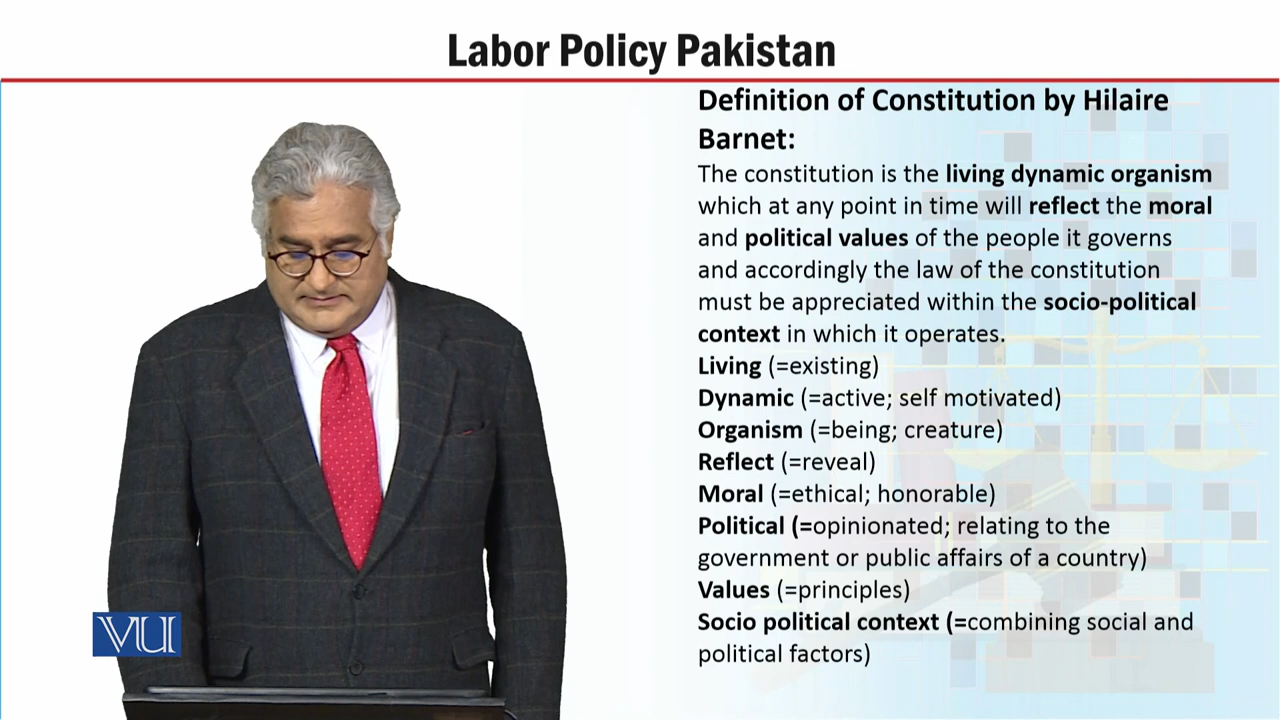 Labor Policy Pakistan
Definition of Constitution by Hilaire
Barnet:
The constitution is the living dynamic organism
which at any point in time will reflect the moral
and political values of the people it governs
and accordingly the law of the constitution
must be appreciated within the socio-political
context in which it operates.
Living (=existing)
Dynamic (=active; self motivated)
Organism (=being; creature)
Reflect (=reveal)
Moral (=ethical; honorable)
Political (=opinionated; relating to the
government or public affairs of a country)
Values (=principles)
Socio political context (=combining social and
political factors)
VU